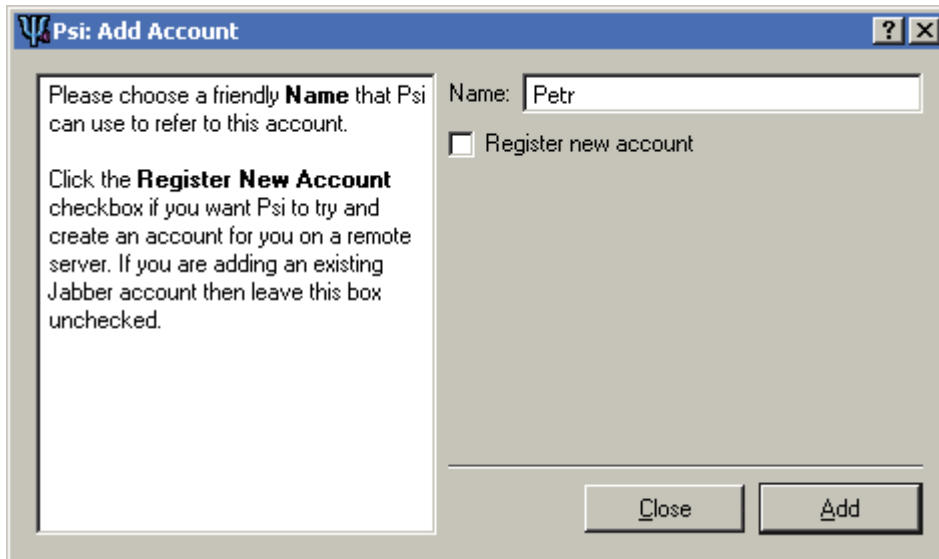 Psi: Add Account
Please choose a friendly Name that Psi
can use to refer to this account.
Click the Register New Account
checkbox if you want Psi to try and
create an account for you on a remote
server. If you are adding an existing
Jabber account then leave this box
unchecked.
Name: Petr
Register new account
Close Add